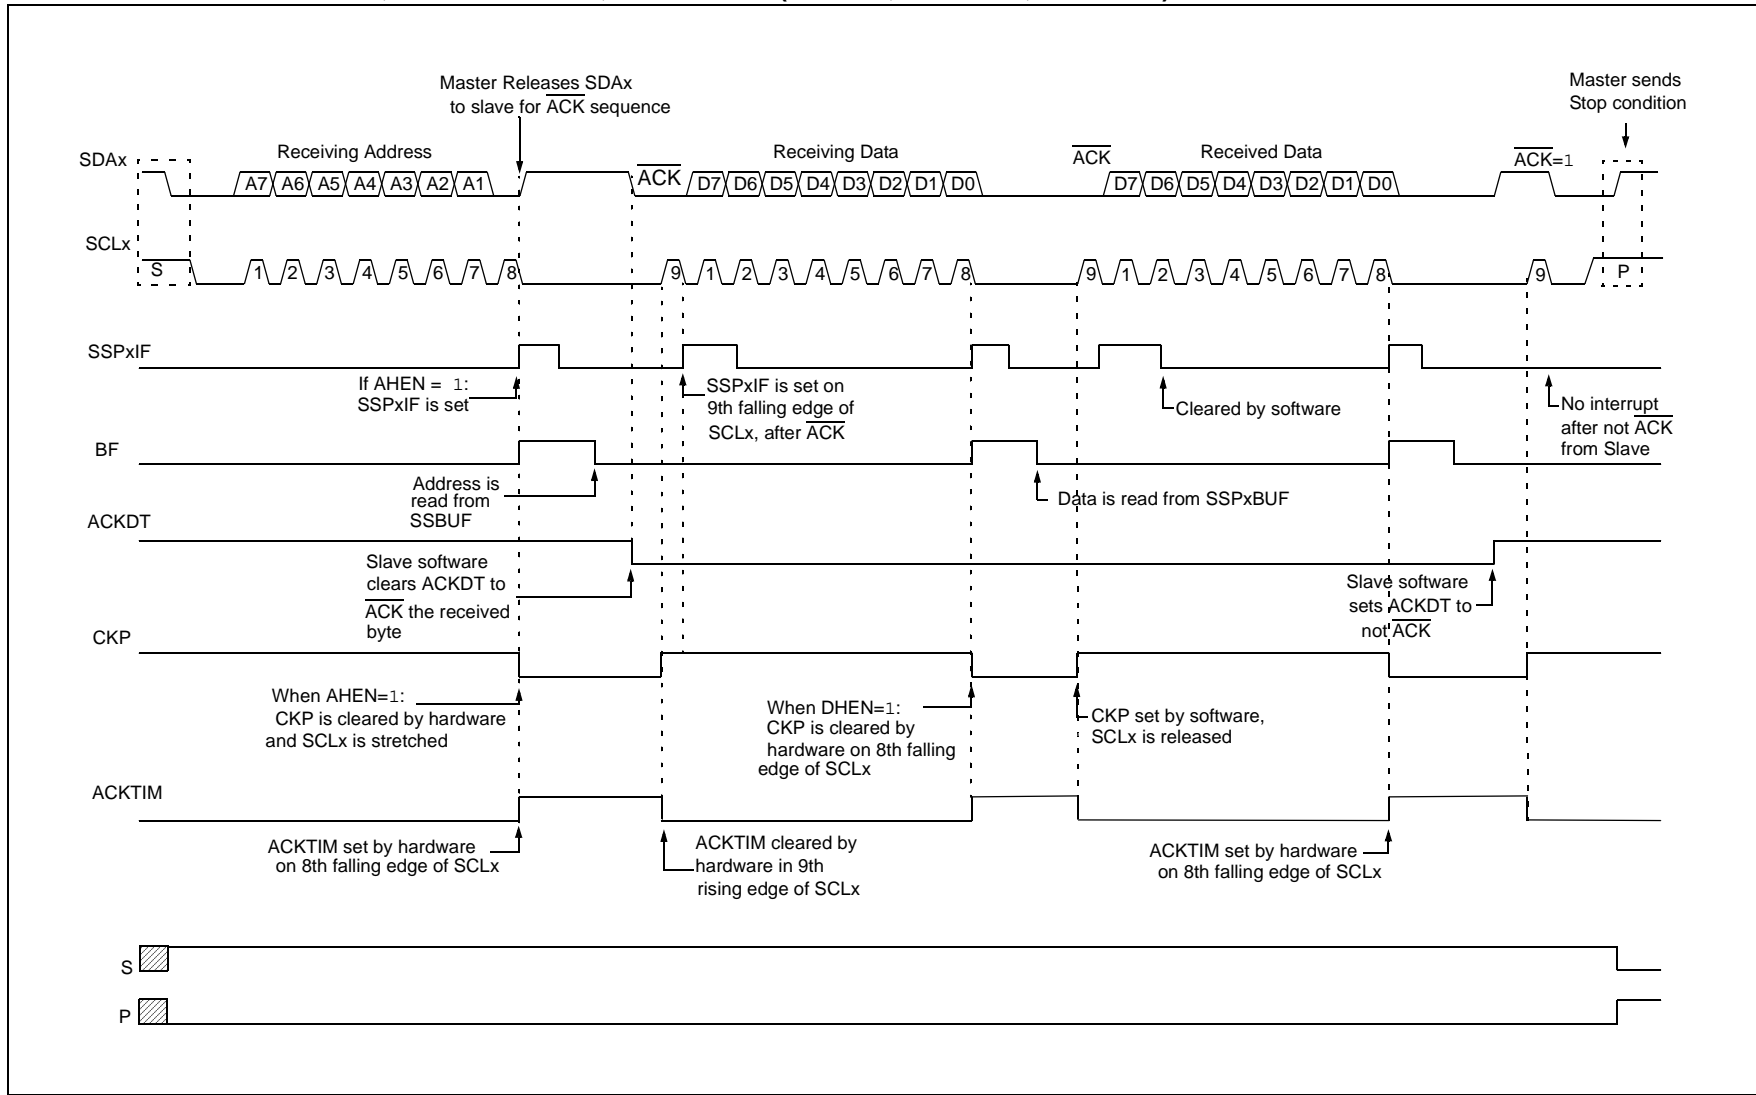 Master Releases SDAx
to slave for ACK sequence
Master sends
Stop condition
SDAx
Receiving Address
Receiving Data
ACK
Received Data
ACK=1
A7 A6 A5 A4 A3 A2 A1
ACK
D7 D6 D5 D4 D3 D2 D1 D0
D7 D6 D5 D4 D3 D2 D1 D0
SCLx
S
1 2 3 4 5 6 7 8
9 1 2 3 4 5 6 7 8
9 1 2 3 4 5 6 7 8
9
P
SSPxIF
If AHEN = 1:
SSPxIF is set
SSPxIF is set on
9th falling edge of
SCLx, after ACK
Cleared by software
No interrupt
after not ACK
from Slave
BF
Address is
read from
SSBUF
Data is read from SSPxBUF
ACKDT
Slave software
clears ACKDT to
ACK the received
byte
Slave software
sets ACKDT to
not ACK
CKP
When AHEN=1:
CKP is cleared by hardware
and SCLx is stretched
When DHEN=1:
CKP is cleared by
hardware on 8th falling
edge of SCLx
CKP set by software,
SCLx is released
ACKTIM
ACKTIM set by hardware
on 8th falling edge of SCLx
ACKTIM cleared by
hardware in 9th
rising edge of SCLx
ACKTIM set by hardware
on 8th falling edge of SCLx
S
P